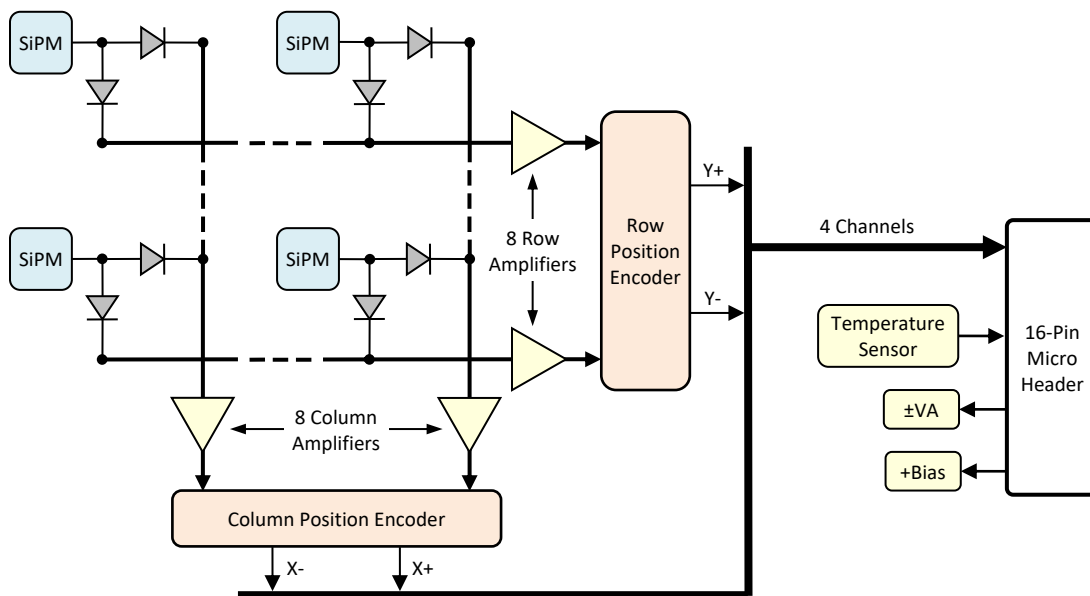 SiPM
SiPM
Y+
Row
Position
Encoder
8 Row
Amplifiers
4 Channels
SiPM
SiPM
Y-
Temperature
Sensor
16-Pin
Micro
Header
±VA
8 Column
Amplifiers
+Bias
Column Position Encoder
X-
X+